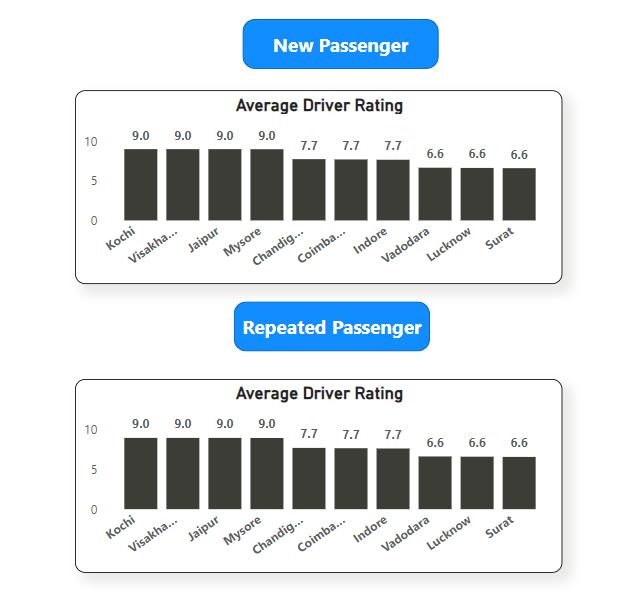 New Passenger
Average Driver Rating
10
5
0
9.0 9.0 9.0 9.0 7.7 7.7 7.7 6.6 6.6 6.6
Kochi Visakha... Jaipur Mysore Chandig... Coimba... Indore Vadodara Lucknow Surat
Repeated Passenger
Average Driver Rating
10
5
0
9.0 9.0 9.0 9.0 7.7 7.7 7.7 6.6 6.6 6.6
Kochi Visakha... Jaipur Mysore Chandig... Coimba... Indore Vadodara Lucknow Surat